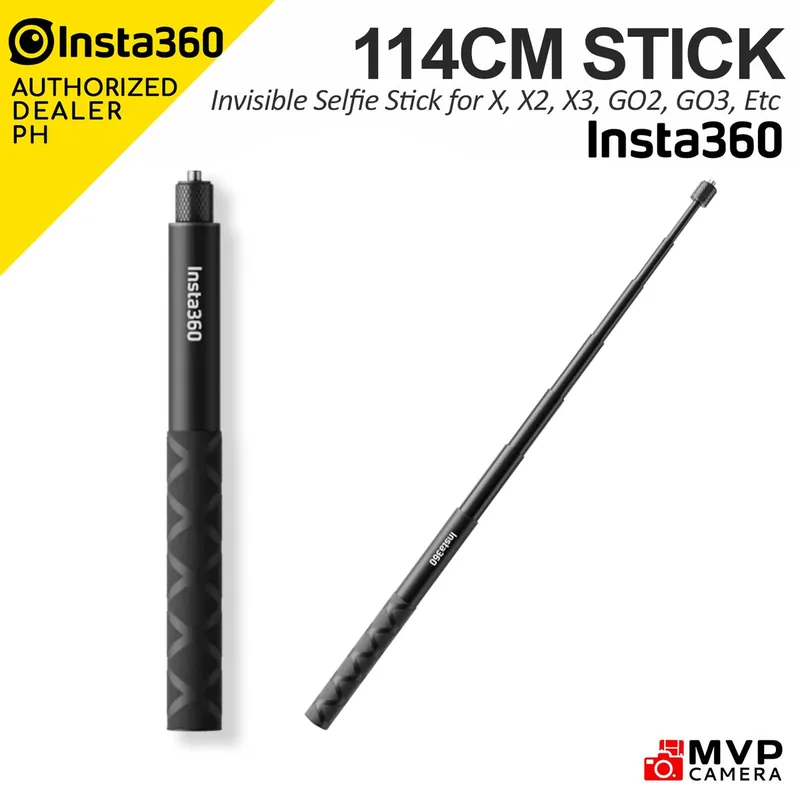 Insta360
AUTHORIZED
DEALER
PH
114CM STICK
Invisible Selfie Stick for X, X2, X3, GO2, GO3, Etc
Insta360
Insta360
Insta360
MVP
CAMERA